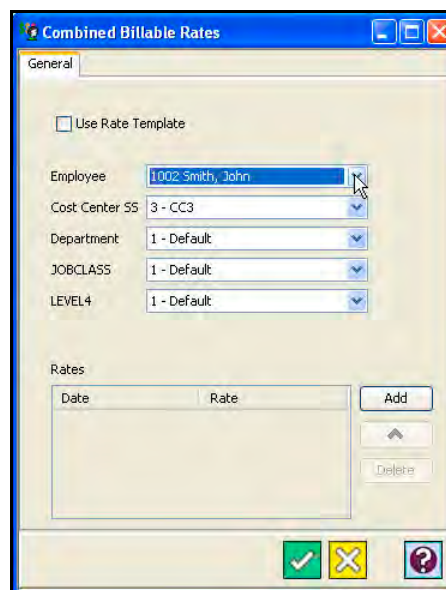 Combined Billable Rates
General
Use Rate Template
Employee 1002 Smith, John
Cost Center SS 3 - CC3
Department 1 - Default
JOBCLASS 1 - Default
LEVEL4 1 - Default
Rates
Date Rate
Add
Delete
?